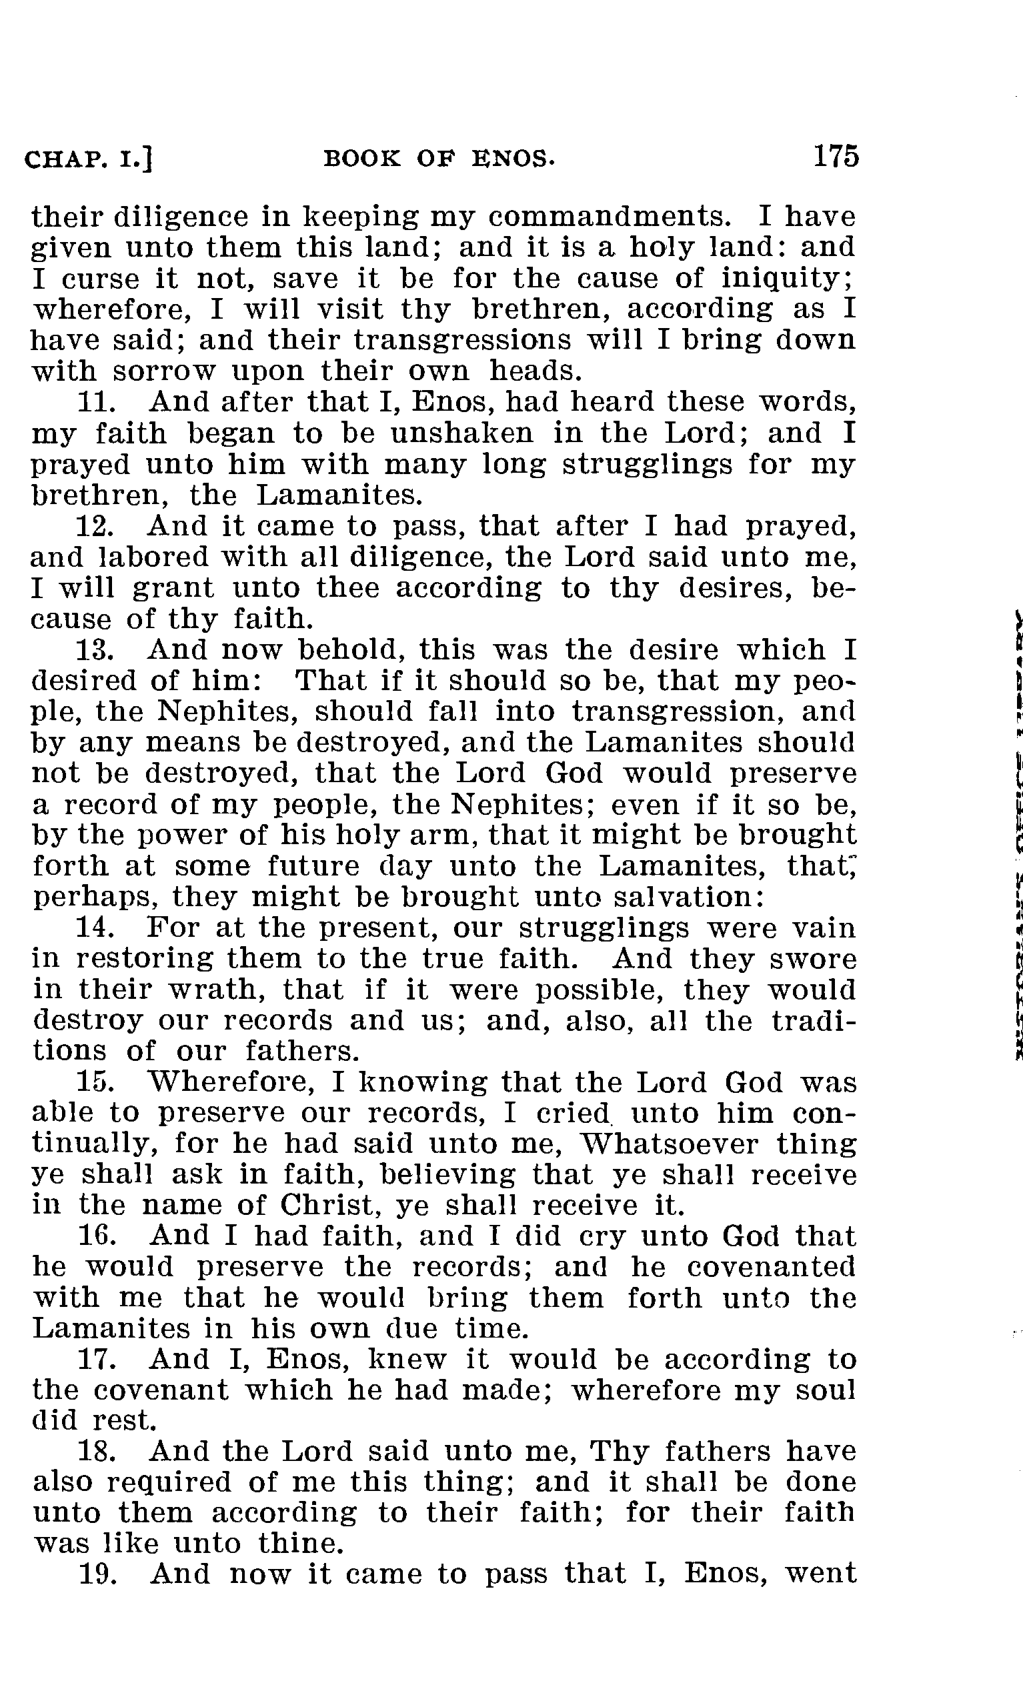 CHAP. I.] BOOK OF ENOS. 175
their diligence in keeping my commandments. I have
given unto them this land; and it is a holy land: and
I curse it not, save it be for the cause of iniquity;
wherefore, I will visit thy brethren, according as I
have said; and their transgressions will I bring down
with sorrow upon their own heads.
11. And after that I, Enos, had heard these words,
my faith began to be unshaken in the Lord; and I
prayed unto him with many long strugglings for my
brethren, the Lamanites.
12. And it came to pass, that after I had prayed,
and labored with all diligence, the Lord said unto me,
I will grant unto thee according to thy desires, be-
cause of thy faith.
13. And now behold, this was the desire which I
desired of him: That if it should so be, that my peo-
ple, the Nephites, should fall into transgression, and
by any means be destroyed, and the Lamanites should
not be destroyed, that the Lord God would preserve
a record of my people, the Nephites; even if it so be,
by the power of his holy arm, that it might be brought
forth at some future day unto the Lamanites, that,
perhaps, they might be brought unto salvation:
14. For at the present, our strugglings were vain
in restoring them to the true faith. And they swore
in their wrath, that if it were possible, they would
destroy our records and us; and, also, all the tradi-
tions of our fathers.
15. Wherefore, I knowing that the Lord God was
able to preserve our records, I cried unto him con-
tinually, for he had said unto me, Whatsoever thing
ye shall ask in faith, believing that ye shall receive
in the name of Christ, ye shall receive it.
16. And I had faith, and I did cry unto God that
he would preserve the records; and he covenanted
with me that he would bring them forth unto the
Lamanites in his own due time.
17. And I, Enos, knew it would be according to
the covenant which he had made; wherefore my soul
did rest.
18. And the Lord said unto me, Thy fathers have
also required of me this thing; and it shall be done
unto them according to their faith; for their faith
was like unto thine.
19. And now it came to pass that I, Enos, went